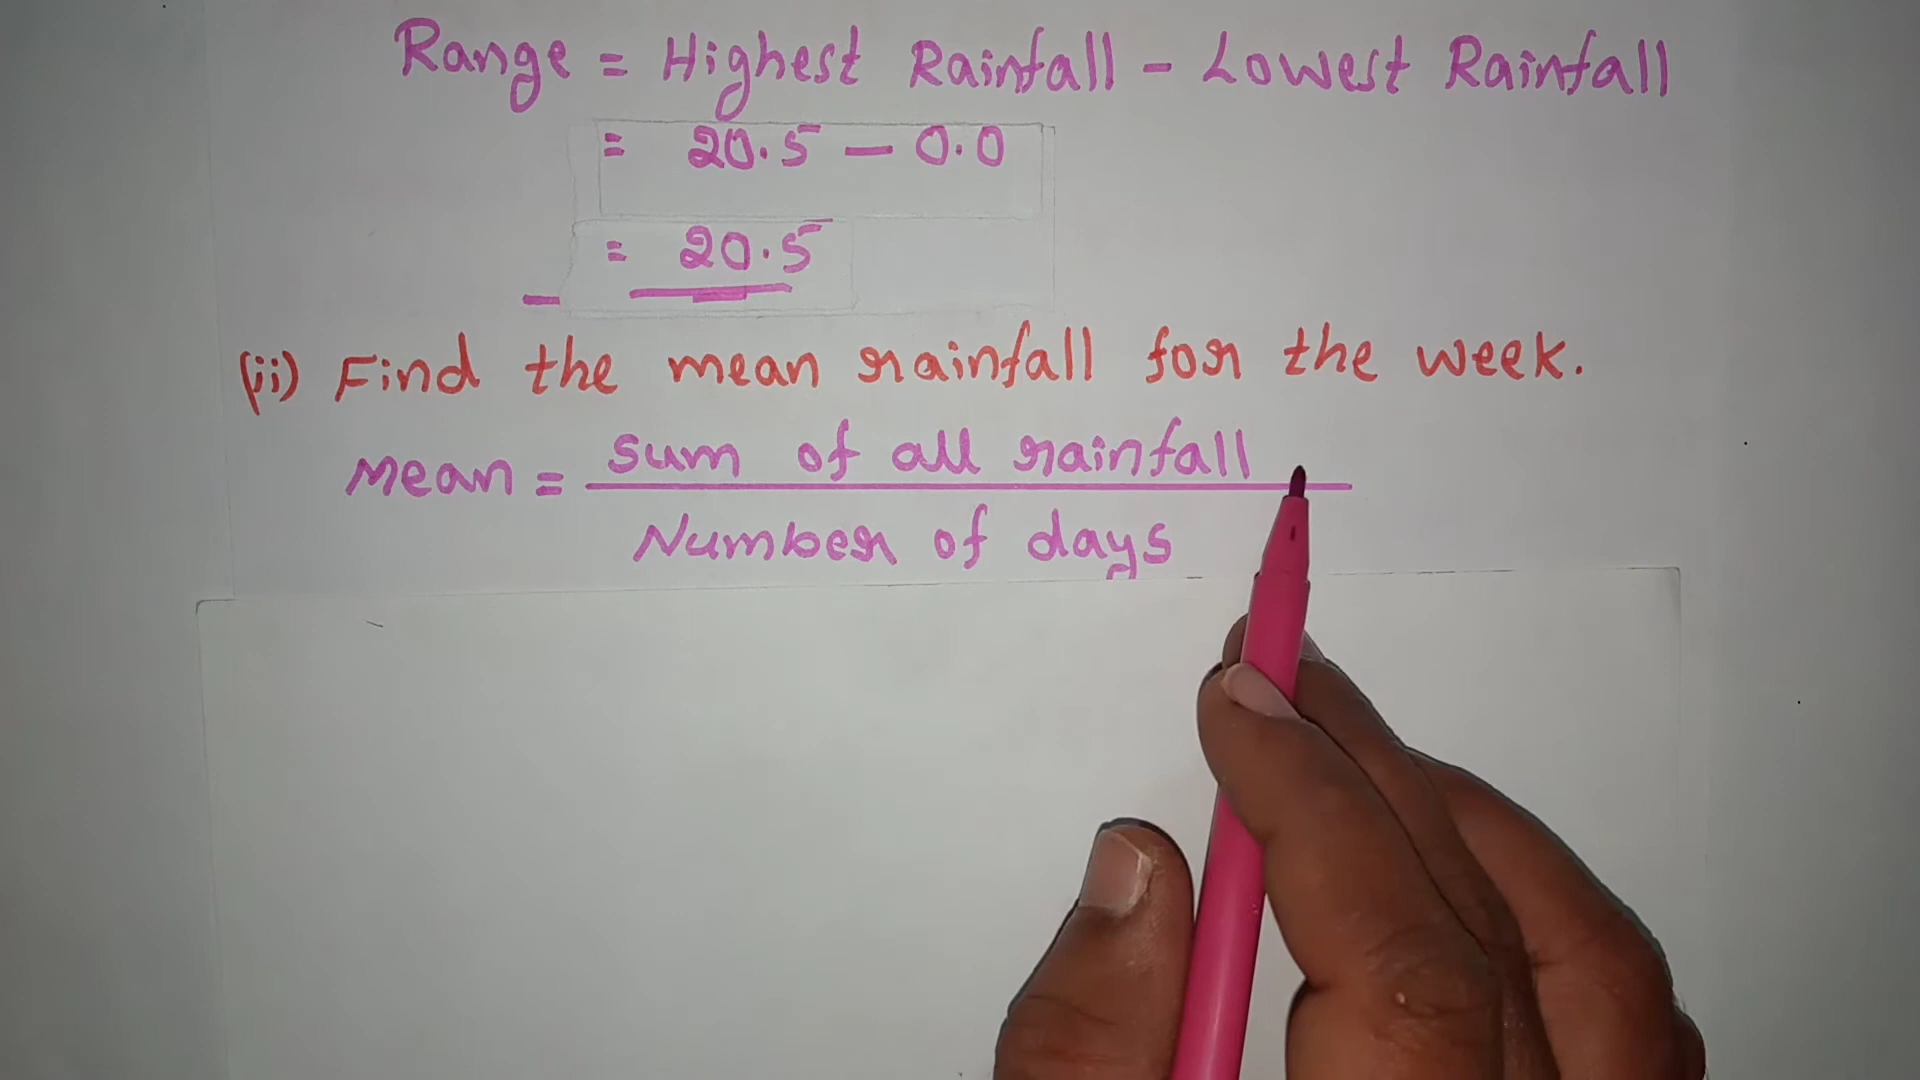 Range = Highest Rainfall - Lowest Rainfall
= 20.5 - 0.0
= 20.5
(ii) Find the mean rainfall for the week.
Mean = sum of all rainfall
Number of days